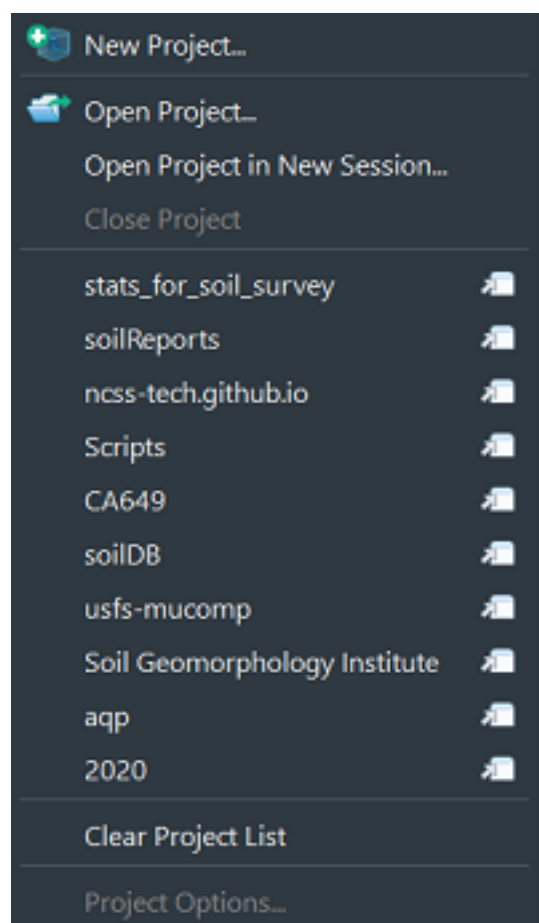 New Project...
Open Project...
Open Project in New Session...
Close Project
stats_for_soil_survey
soilReports
ncss-tech.github.io
Scripts
CA649
soilDB
usfs-mucomp
Soil Geomorphology Institute
aqp
2020
Clear Project List
Project Options...